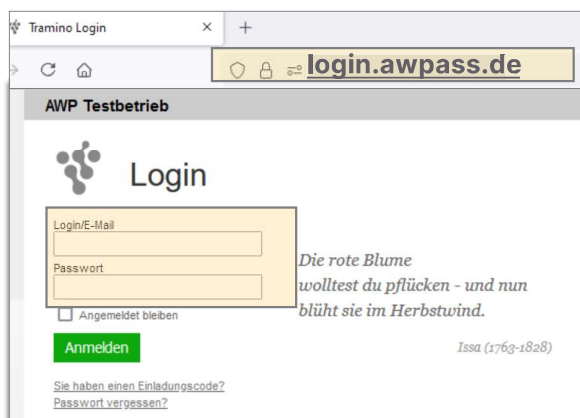 Tramino Login
login.awpass.de
AWP Testbetrieb
Login
Login/E-Mail
Passwort
Angemeldet bleiben
Anmelden
Sie haben einen Einladungscode?
Passwort vergessen?
Die rote Blume
wolltest du pflücken - und nun
blüht sie im Herbstwind.
Issa (1763-1828)